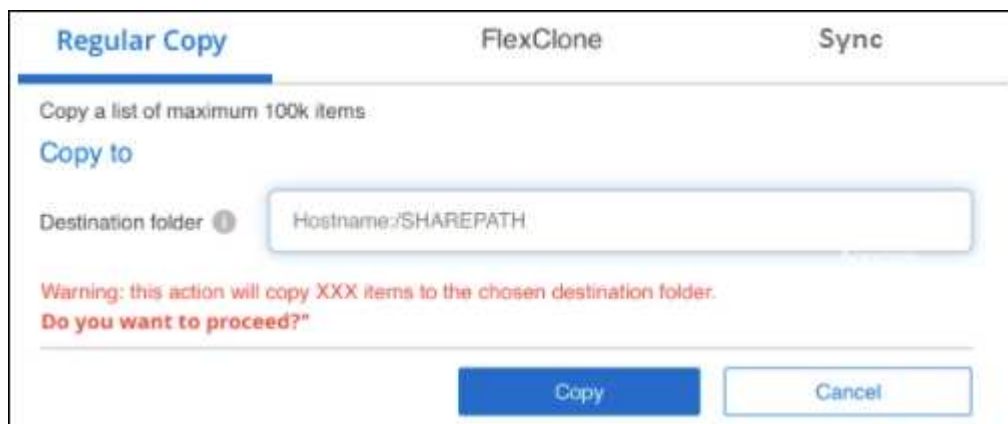 Regular Copy FlexClone Sync
Copy a list of maximum 100k items
Copy to
Destination folder i Hostname:/SHAREPATH
Warning: this action will copy XXX items to the chosen destination folder.
Do you want to proceed?"
Copy Cancel